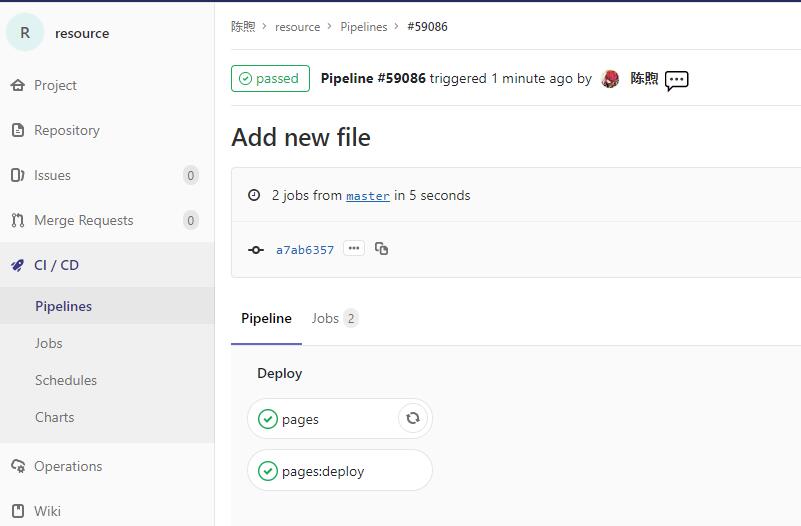 R resource
Project
Repository
Issues 0
Merge Requests 0
CI / CD
Pipelines
Jobs
Schedules
Charts
Operations
Wiki
陈煦 > resource > Pipelines > #59086
passed Pipeline #59086 triggered 1 minute ago by 陈煦
Add new file
2 jobs from master in 5 seconds
a7ab6357
Pipeline Jobs 2
Deploy
pages
pages:deploy